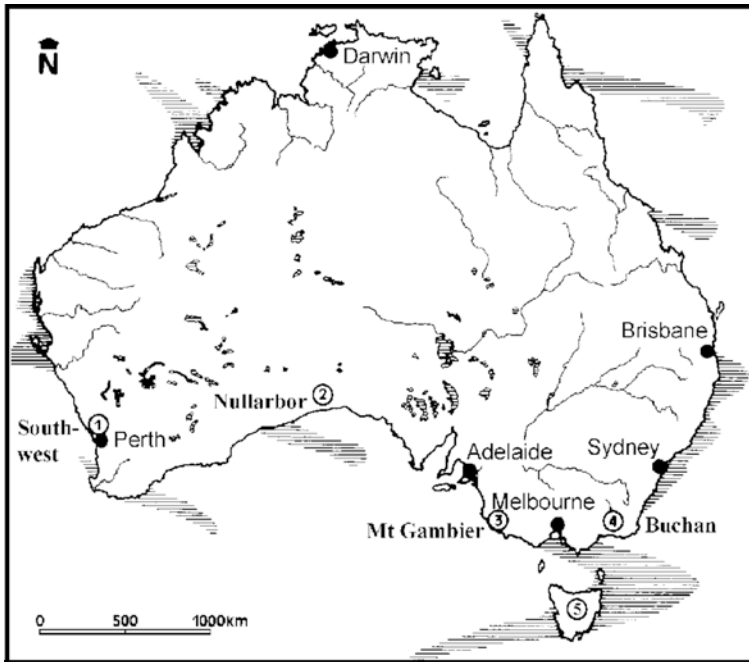 N
Darwin
Brisbane
Nullarbor 2
1
South-
west
Perth
Adelaide
Sydney
Melbourne
Mt Gambier 3
4 Buchan
5
0 500 1000km